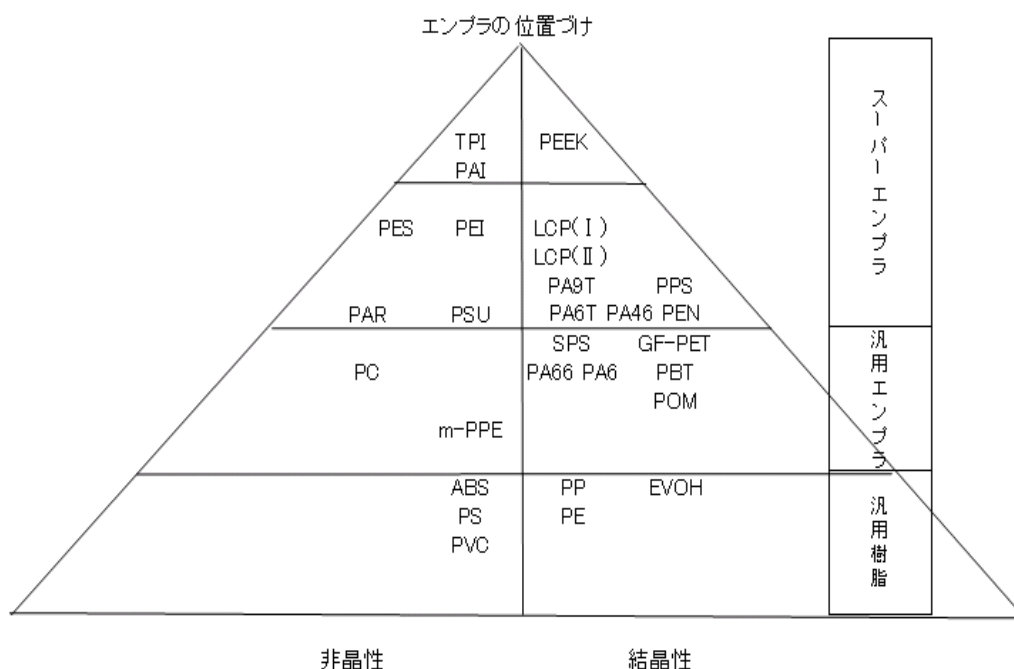 エンプラの位置づけ
TPI PEEK
PAI
PES PEI LCP(Ⅰ)
LCP(Ⅱ)
PA9T PPS
PAR PSU PA6T PA46 PEN
SPS GF-PET
PC PA66 PA6 PBT
POM
m-PPE
ABS PP EVOH
PS PE
PVC
スーパーエンプラ
汎用エンプラ
汎用樹脂
非晶性 結晶性